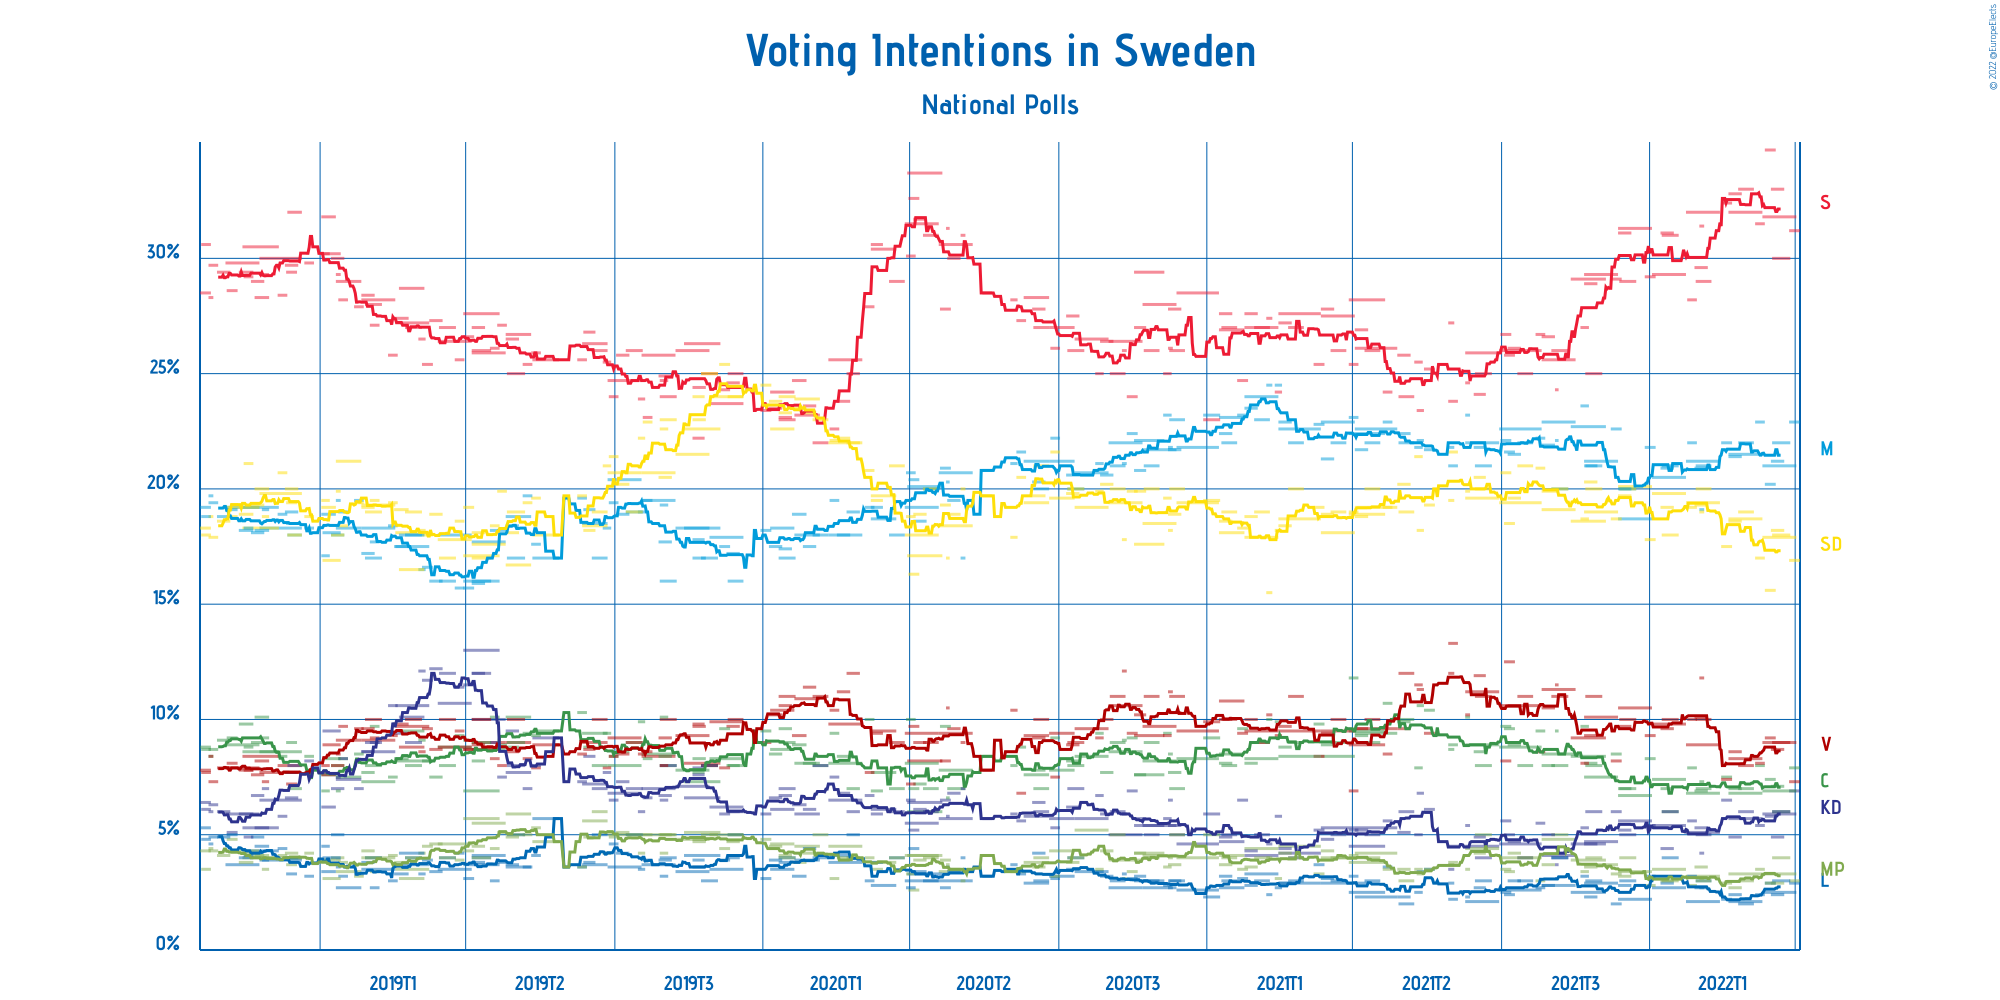 © 2022 @EuropeElects
Voting Intentions in Sweden
National Polls
S
30%
25%
M
20%
SD
15%
10%
V
C
KD
5%
MP
L
0%
2019T1
2019T2
2019T3
2020T1
2020T2
2020T3
2021T1
2021T2
2021T3
2022T1